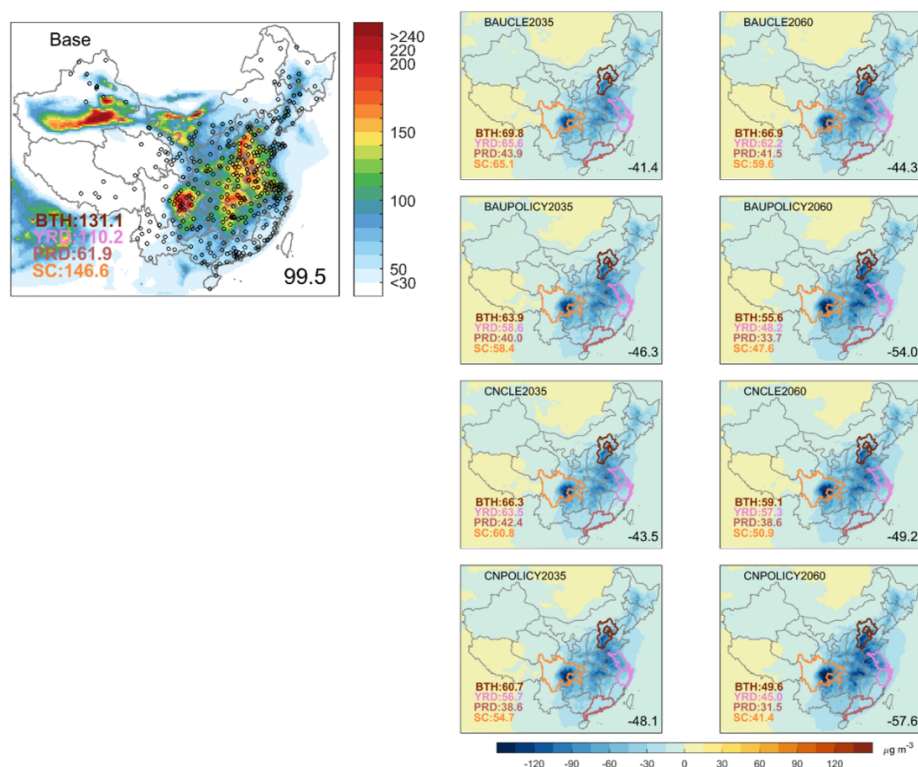 Base
>240
220
200
150
100
50
<30
BTH:131.1
YRD:110.2
PRD:61.9
SC:146.6
99.5
BAUCLE2035
BTH:69.8
YRD:65.6
PRD:43.9
SC:65.1
-41.4
BAUCLE2060
BTH:66.9
YRD:62.2
PRD:41.5
SC:59.6
-44.3
BAUPOLICY2035
BTH:63.9
YRD:58.6
PRD:40.0
SC:58.4
-46.3
BAUPOLICY2060
BTH:55.6
YRD:48.2
PRD:33.7
SC:47.6
-54.0
CNCLE2035
BTH:66.3
YRD:63.5
PRD:42.4
SC:60.8
-43.5
CNCLE2060
BTH:59.1
YRD:57.3
PRD:38.6
SC:50.9
-49.2
CNPOLICY2035
BTH:60.7
YRD:56.7
PRD:38.6
SC:54.7
-48.1
CNPOLICY2060
BTH:49.6
YRD:45.0
PRD:31.5
SC:41.4
-57.6
-120 -90 -60 -30 0 30 60 90 120 μg m⁻³